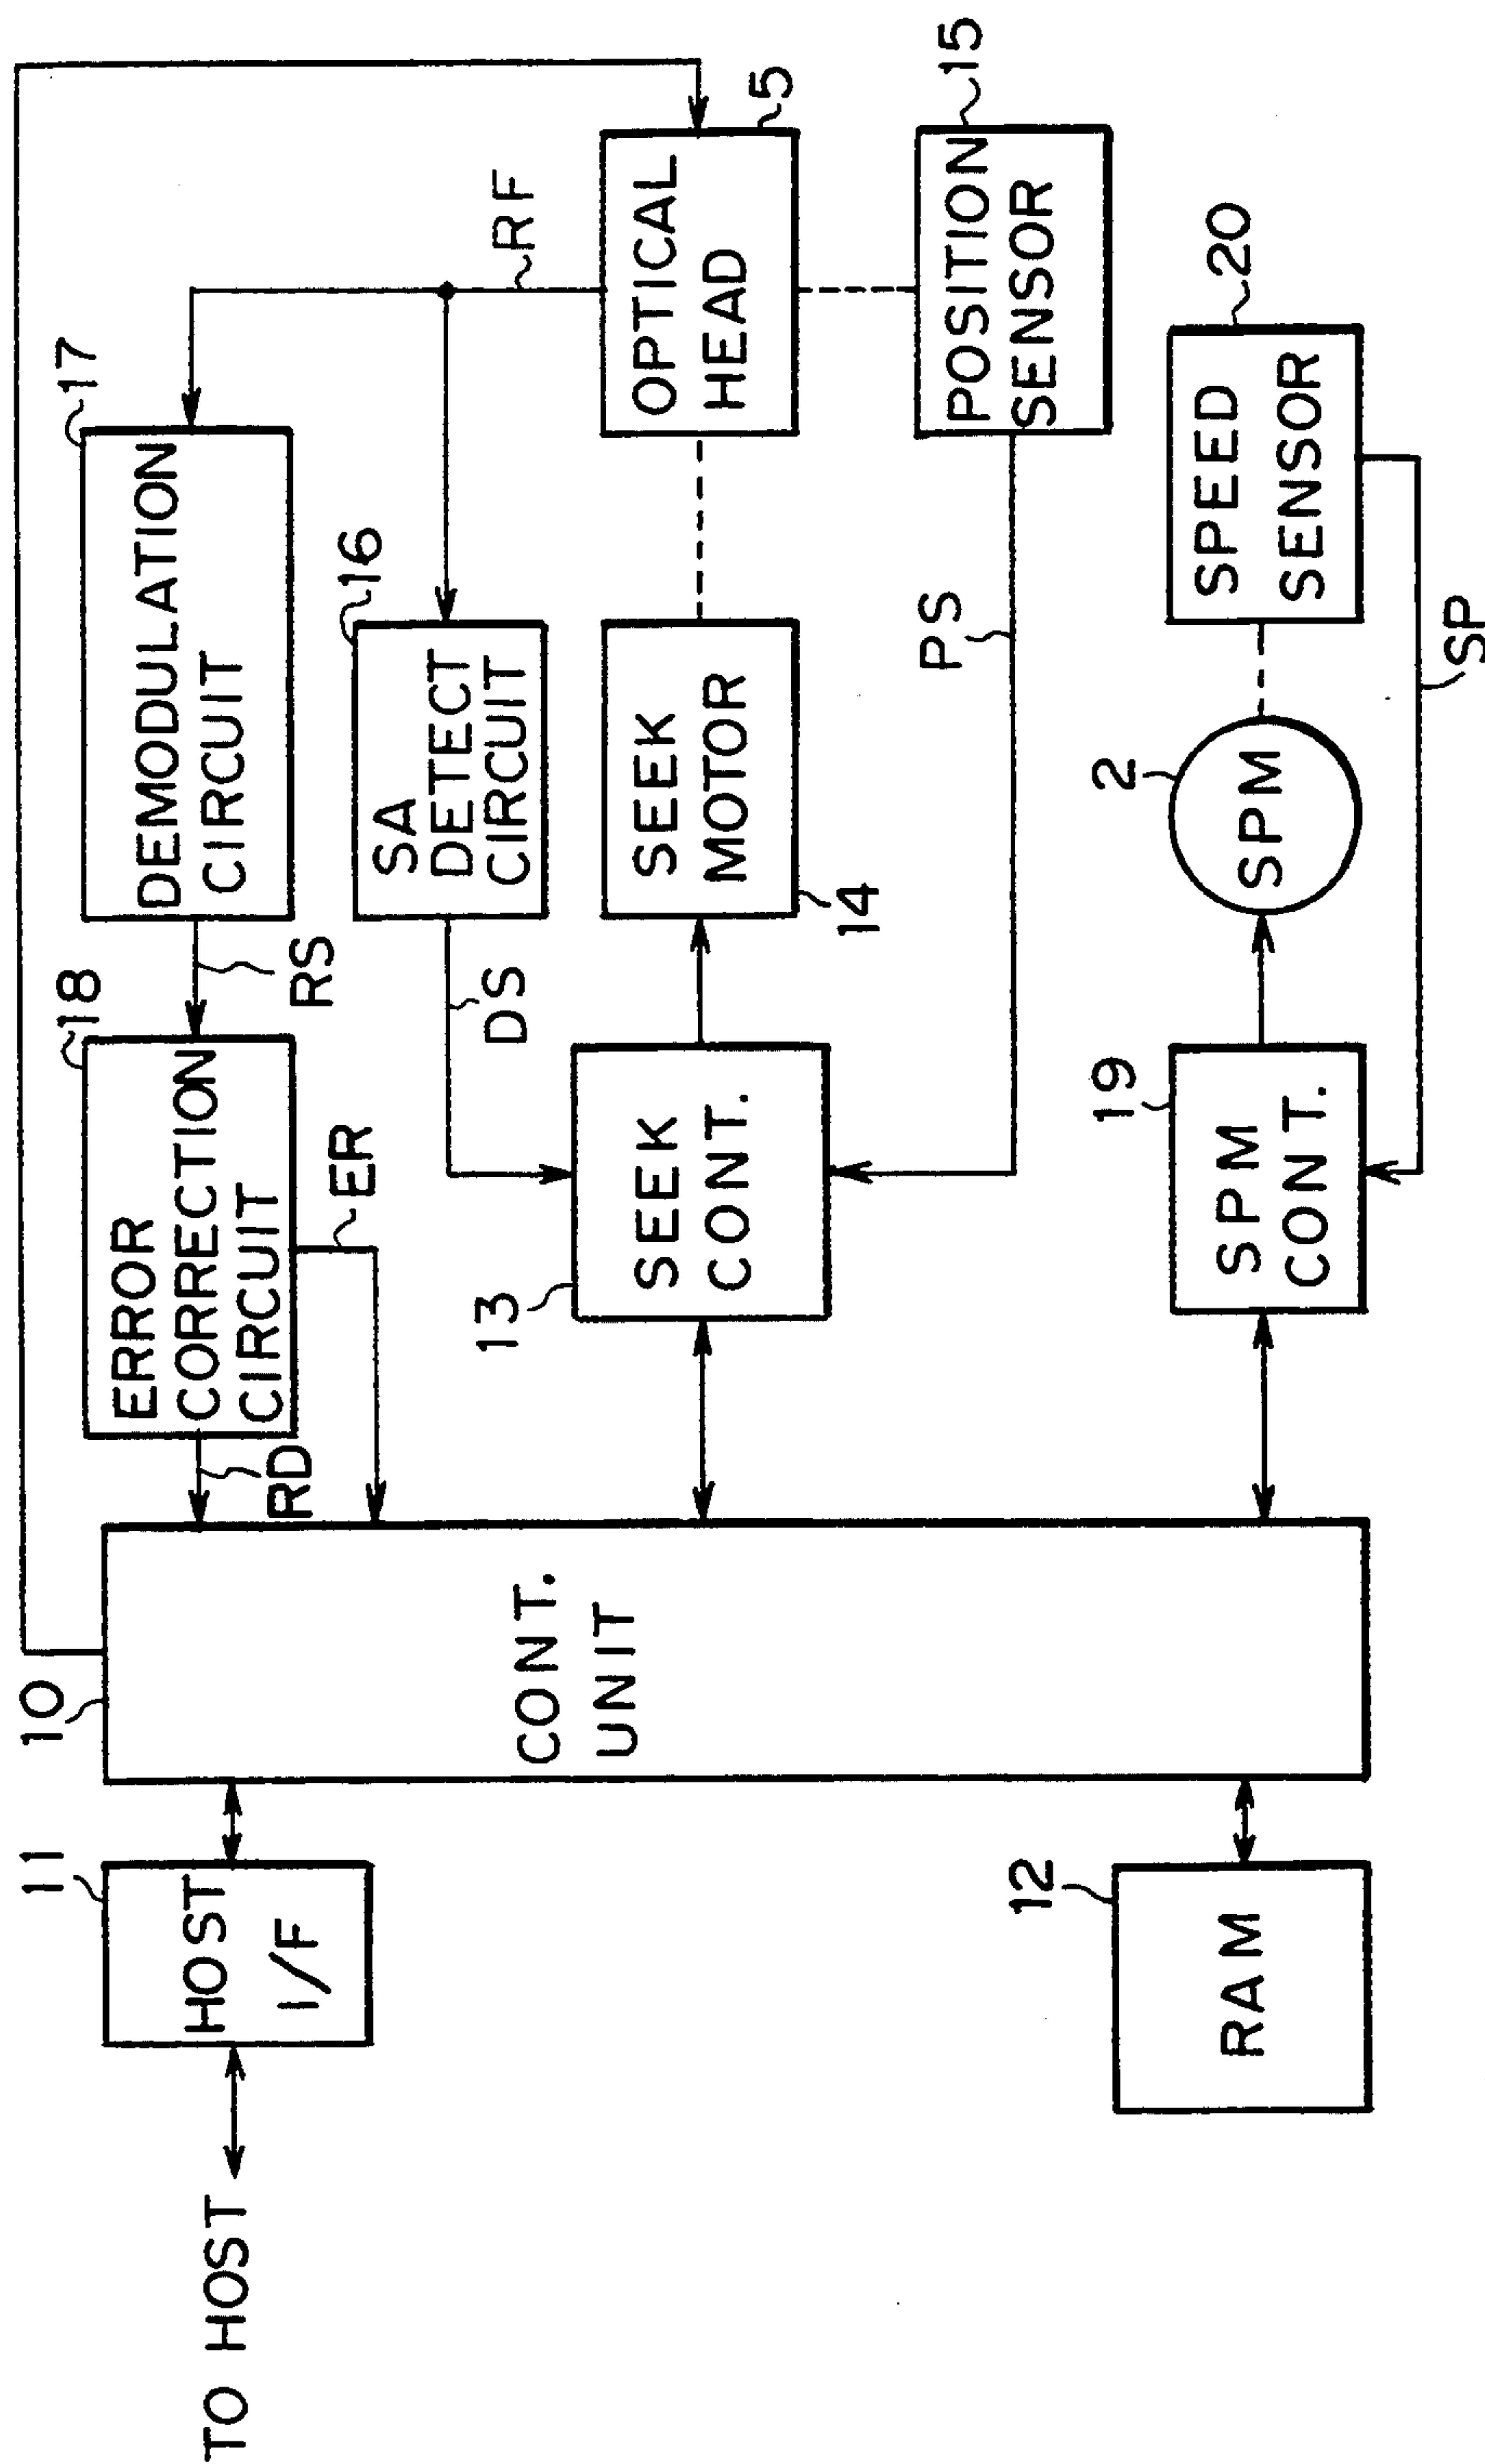 TO HOST
11
HOST
I/F
12
RAM
10
CONT.
UNIT
RD
ER
18
ERROR
CORRECTION
CIRCUIT
RS
17
DEMODULATION
CIRCUIT
16
SA
DETECT
CIRCUIT
DS
13
SEEK
CONT.
14
SEEK
MOTOR
RF
5
OPTICAL
HEAD
15
POSITION
SENSOR
PS
19
SPM
CONT.
2
SPM
20
SPEED
SENSOR
SP